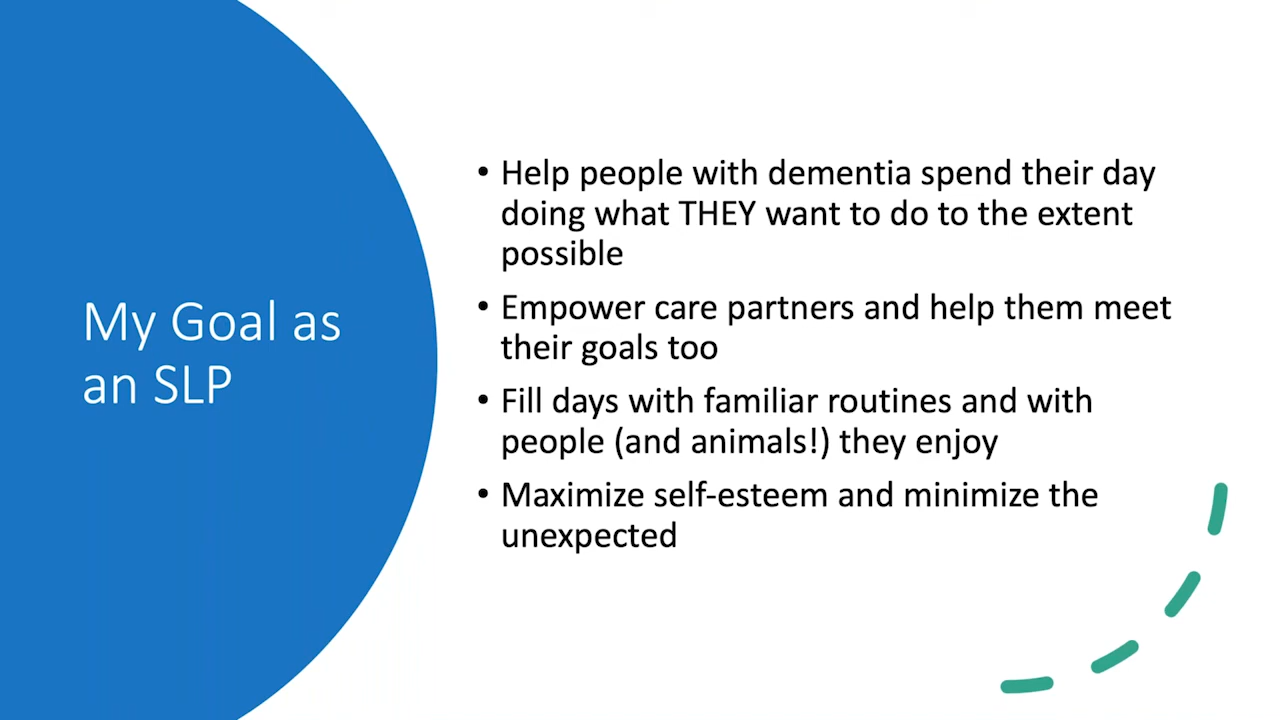 My Goal as
an SLP
• Help people with dementia spend their day
doing what THEY want to do to the extent
possible
• Empower care partners and help them meet
their goals too
• Fill days with familiar routines and with
people (and animals!) they enjoy
• Maximize self-esteem and minimize the
unexpected